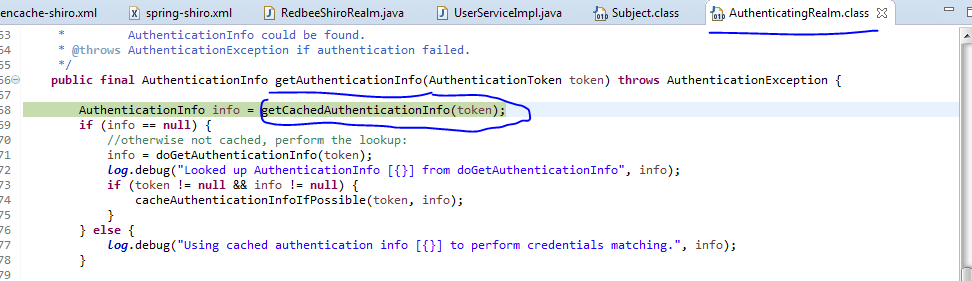 encache-shiro.xml spring-shiro.xml RedbeeShiroRealm.java UserServiceImpl.java Subject.class AuthenticatingRealm.class
63 * AuthenticationInfo could be found.
64 * @throws AuthenticationException if authentication failed.
65 */
66 public final AuthenticationInfo getAuthenticationInfo(AuthenticationToken token) throws AuthenticationException {
67
68 AuthenticationInfo info = getCachedAuthenticationInfo(token);
69 if (info == null) {
70 //otherwise not cached, perform the lookup:
71 info = doGetAuthenticationInfo(token);
72 log.debug("Looked up AuthenticationInfo [{}] from doGetAuthenticationInfo", info);
73 if (token != null && info != null) {
74 cacheAuthenticationInfoIfPossible(token, info);
75 }
76 } else {
77 log.debug("Using cached authentication info [{}] to perform credentials matching.", info);
78 }
79